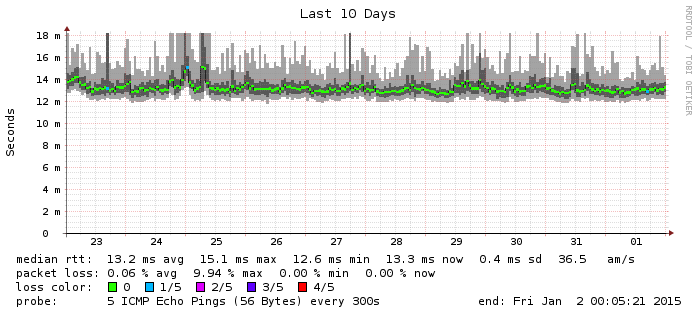 Last 10 Days
RRDTOOL / TOBI OETIKER
Seconds
18 m
16 m
14 m
12 m
10 m
8 m
6 m
4 m
2 m
0
23 24 25 26 27 28 29 30 31 01
median rtt: 13.2 ms avg 15.1 ms max 12.6 ms min 13.3 ms now 0.4 ms sd 36.5 am/s
packet loss: 0.06 % avg 9.94 % max 0.00 % min 0.00 % now
loss color: 0 1/5 2/5 3/5 4/5
probe: 5 ICMP Echo Pings (56 Bytes) every 300s end: Fri Jan 2 00:05:21 2015